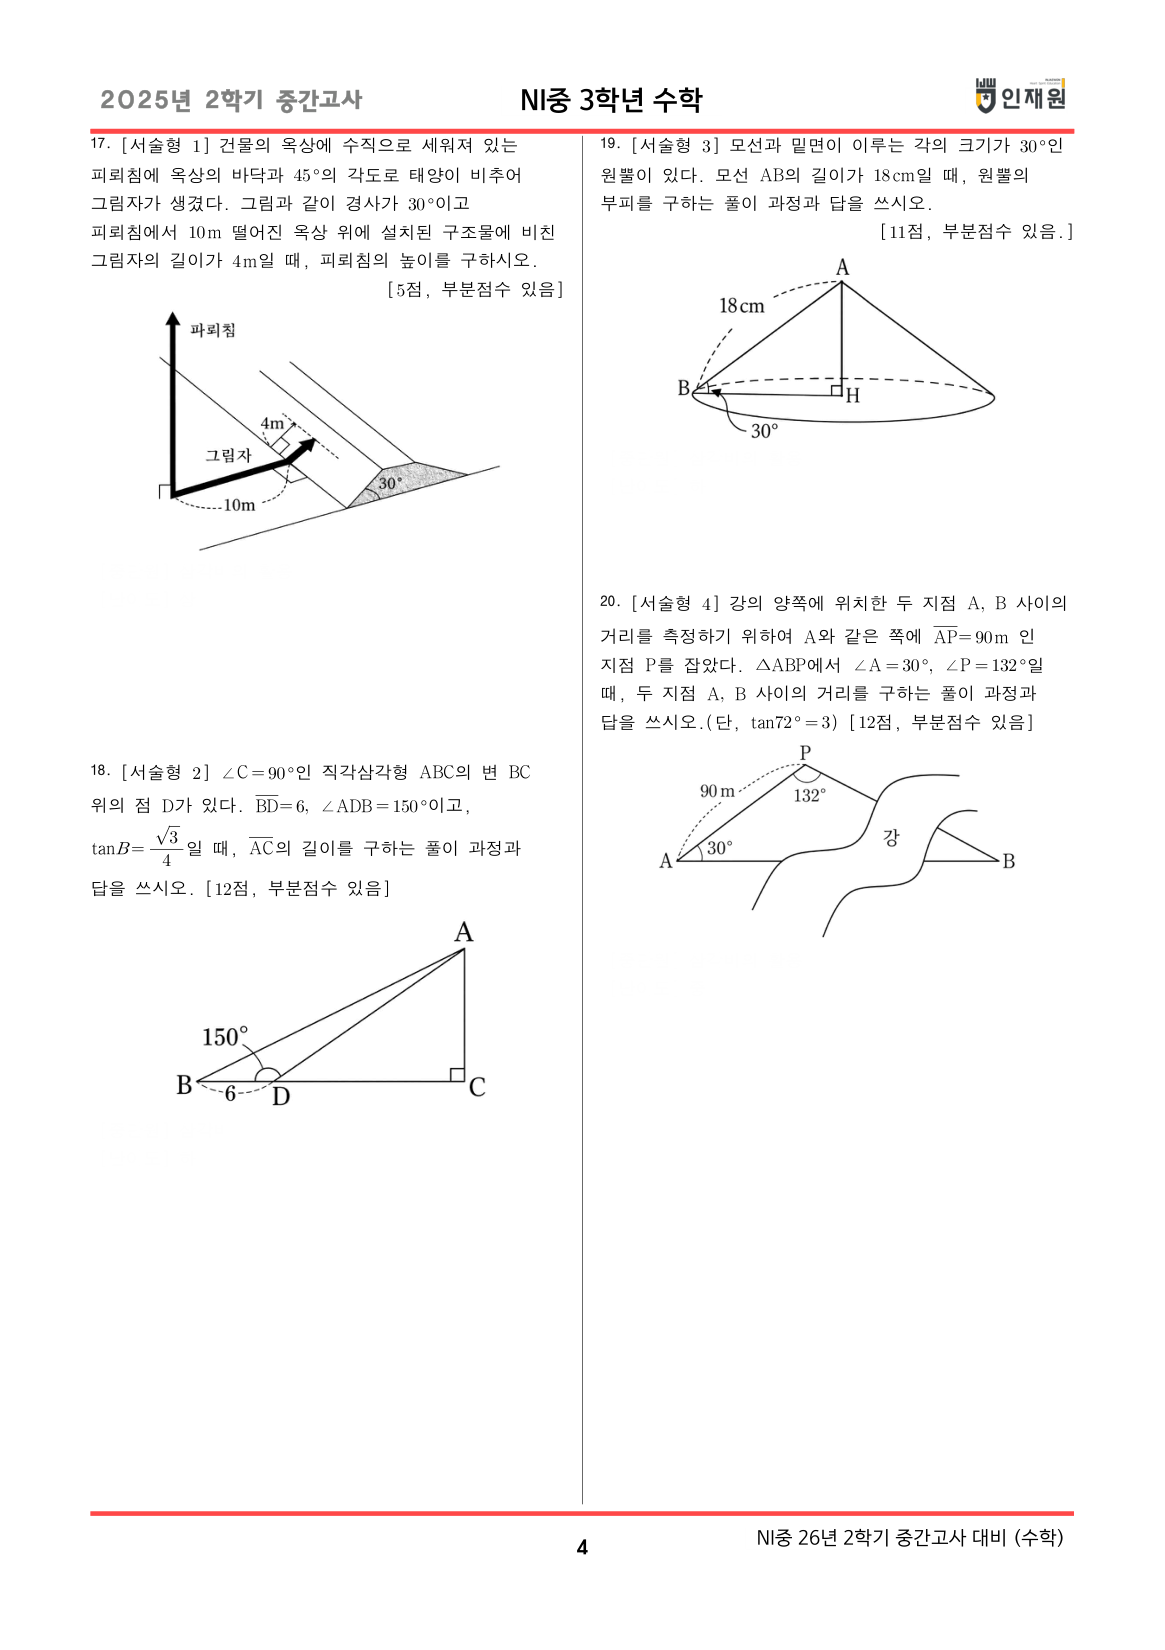 2025년 2학기 중간고사
NI중 3학년 수학
인재원
17. [서술형 1] 건물의 옥상에 수직으로 세워져 있는
피뢰침에 옥상의 바닥과 45°의 각도로 태양이 비추어
그림자가 생겼다. 그림과 같이 경사가 30°이고
피뢰침에서 10m 떨어진 옥상 위에 설치된 구조물에 비친
그림자의 길이가 4m일 때, 피뢰침의 높이를 구하시오.
[5점, 부분점수 있음]
파뢰침
4m
그림자
30°
10m
18. [서술형 2] ∠C=90°인 직각삼각형 ABC의 변 BC
위의 점 D가 있다. BD=6, ∠ADB=150°이고,
tanB=√3/4일 때, AC의 길이를 구하는 풀이 과정과
답을 쓰시오. [12점, 부분점수 있음]
A
150°
B
6
D
C
19. [서술형 3] 모선과 밑면이 이루는 각의 크기가 30°인
원뿔이 있다. 모선 AB의 길이가 18cm일 때, 원뿔의
부피를 구하는 풀이 과정과 답을 쓰시오.
[11점, 부분점수 있음.]
A
18cm
B
H
30°
20. [서술형 4] 강의 양쪽에 위치한 두 지점 A, B 사이의
거리를 측정하기 위하여 A와 같은 쪽에 AP=90m 인
지점 P를 잡았다. △ABP에서 ∠A=30°, ∠P=132°일
때, 두 지점 A, B 사이의 거리를 구하는 풀이 과정과
답을 쓰시오.(단, tan72°=3) [12점, 부분점수 있음]
P
90m
132°
강
30°
A
B
4
NI중 26년 2학기 중간고사 대비 (수학)